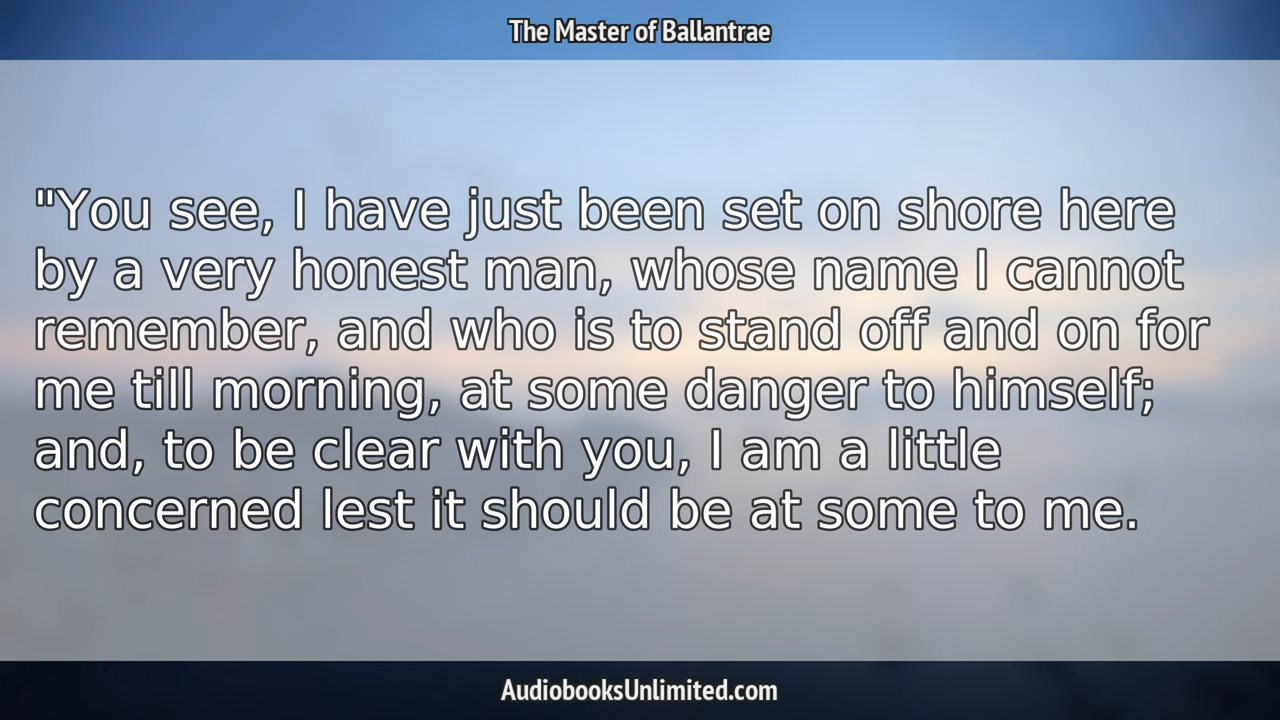 The Master of Ballantrae
"You see, I have just been set on shore here
by a very honest man, whose name I cannot
remember, and who is to stand off and on for
me till morning, at some danger to himself;
and, to be clear with you, I am a little
concerned lest it should be at some to me.
AudiobooksUnlimited.com